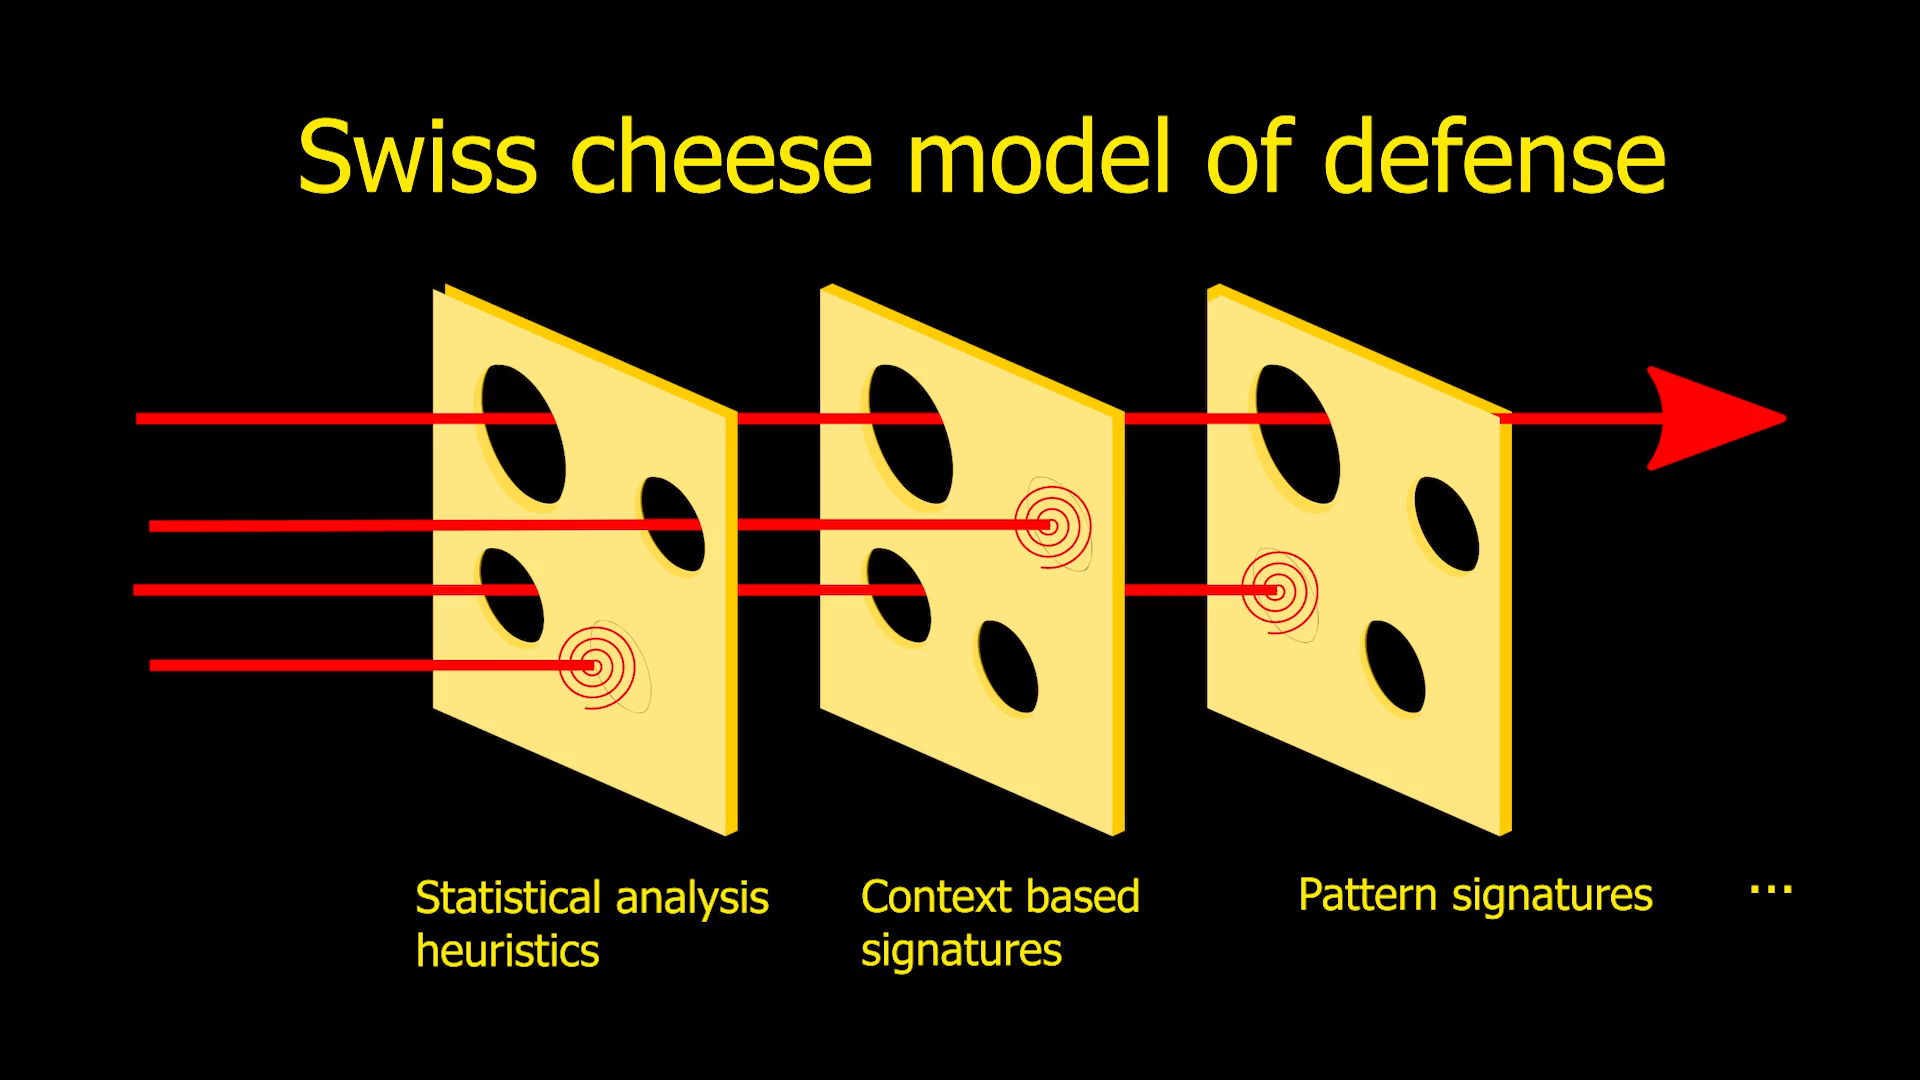 Swiss cheese model of defense
Statistical analysis
heuristics
Context based
signatures
Pattern signatures
...